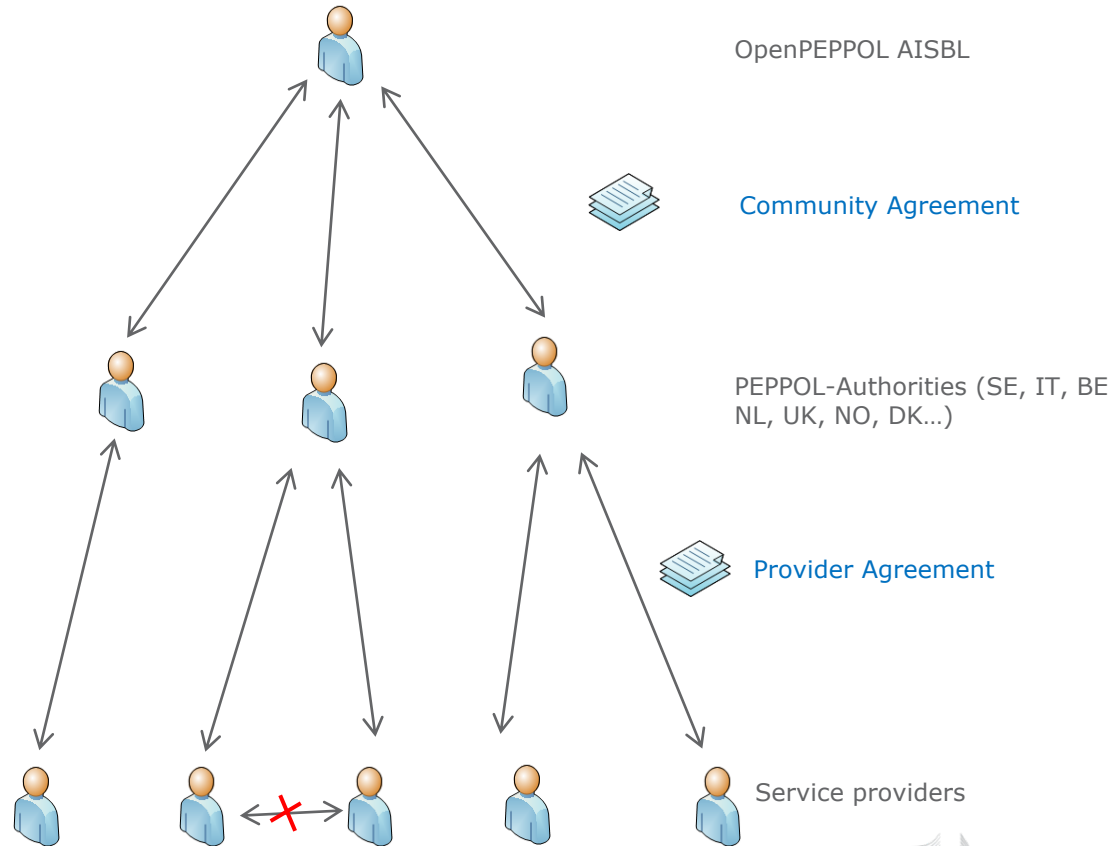 OpenPEPPOL AISBL
Community Agreement
PEPPOL-Authorities (SE, IT, BE
NL, UK, NO, DK…)
Provider Agreement
Service providers